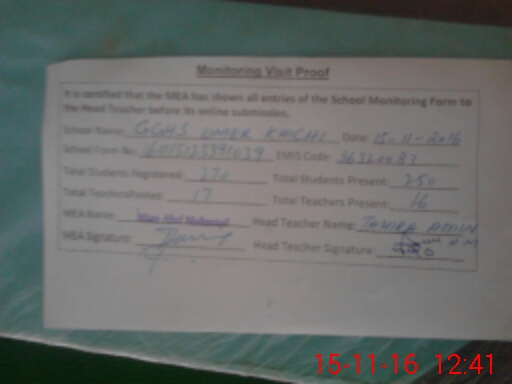 Monitoring Visit Proof
It is certified that the MEA has shown all entries of the School Monitoring Form to
the Head Teacher before its online submission.
School Name: GGHS UMER KHICHI Date: 15-11-2016
School Form No: EMIS Code: 36320083
Total Students Registered: 270 Total Students Present: 250
Total Teachers Posted: 17 Total Teachers Present: 16
MEA Name: Head Teacher Name: TAHIRA AMIN
MEA Signature: Head Teacher Signature:
15-11-16 12:41